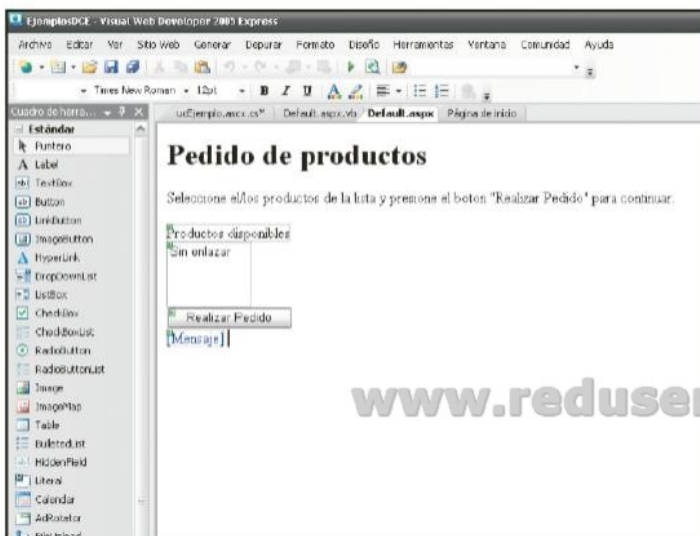 EjemplosDCE - Visual Web Developer 2005 Express
Archivo Editar Ver Sitio Web Generar Depurar Formato Diseño Herramientas Ventana Comunidad Ayuda
Times New Roman 12pt B I U A
Cuadro de herra...
ucEjemplo.ascx.cs* Default.aspx.vb Default.aspx Página de inicio
Estándar
Puntero
A Label
TextBox
Button
LinkButton
ImageButton
A HyperLink
DropDownList
ListBox
CheckBox
CheckBoxList
RadioButton
RadioButtonList
Image
ImageMap
Table
BulletedList
HiddenField
Literal
Calendar
AdRotator
FileUpload
Pedido de productos
Seleccione el/los productos de la lista y presione el boton "Realizar Pedido" para continuar.
Productos disponibles
Sin enlazar
Realizar Pedido
[Mensaje]
www.reduser